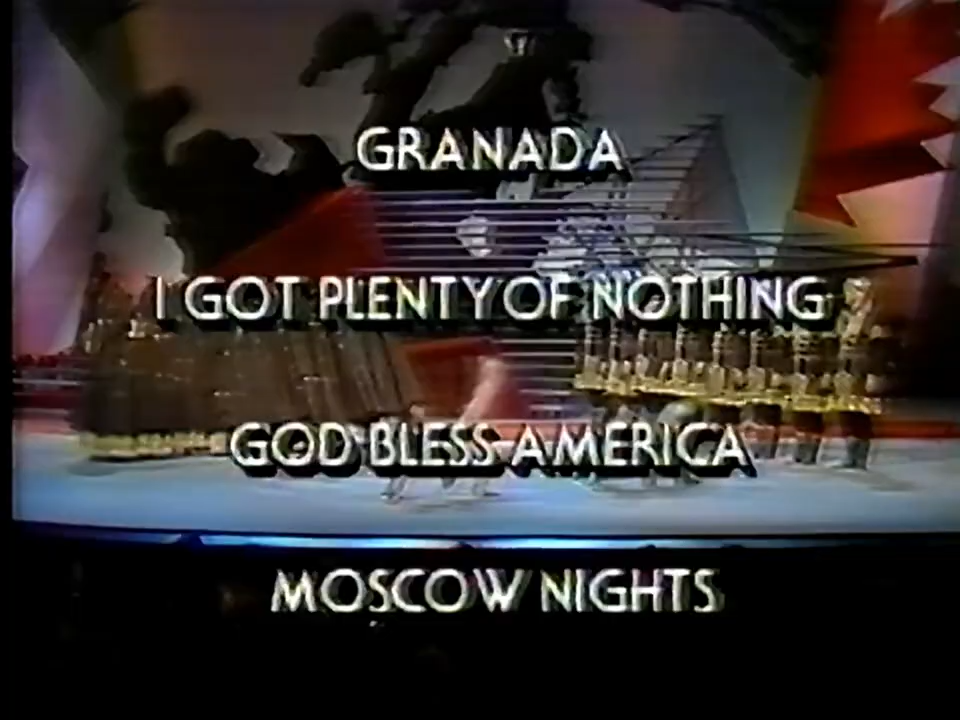 GRANADA
I GOT PLENTY OF NOTHING
GOD BLESS AMERICA
MOSCOW NIGHTS